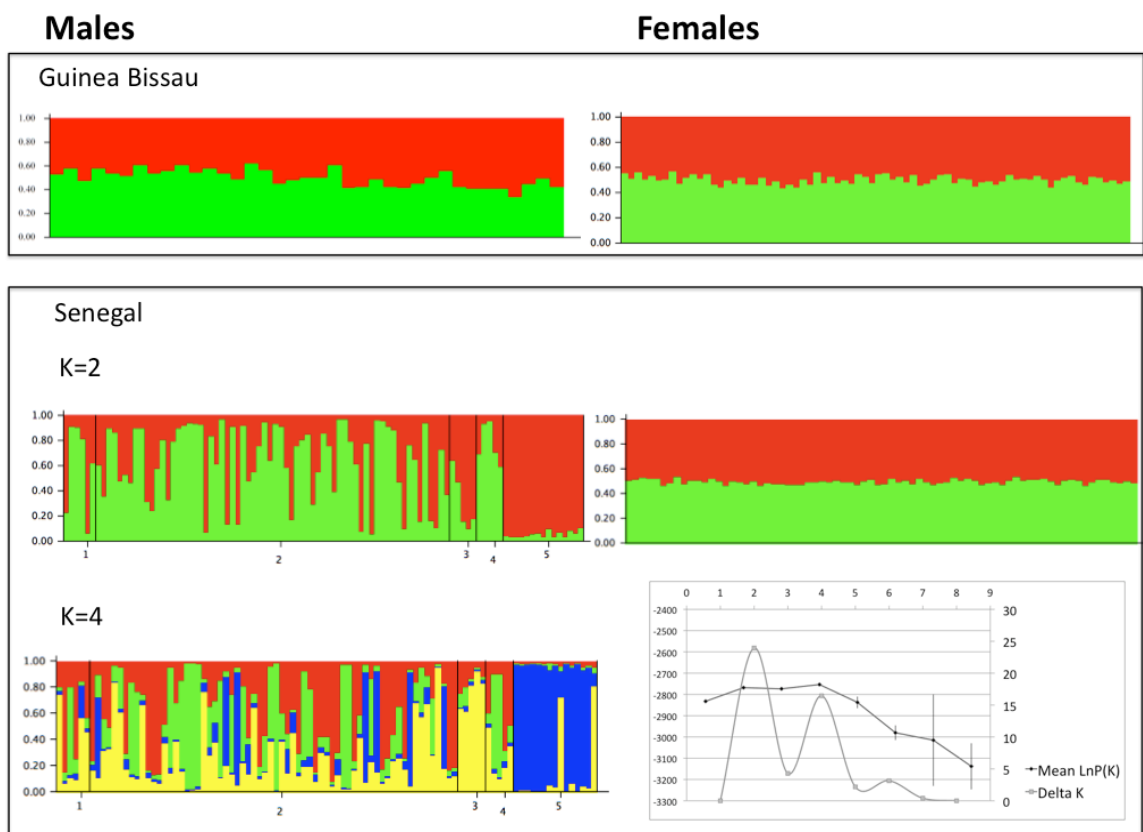 Males Females
Guinea Bissau
1.00 1.00
0.80 0.80
0.60 0.60
0.40 0.40
0.20 0.20
0.00 0.00
Senegal
K=2
1.00 1.00
0.80 0.80
0.60 0.60
0.40 0.40
0.20 0.20
0.00 0.00
1 2 3 4 5
K=4
1.00
0.80
0.60
0.40
0.20
0.00
1 2 3 4 5
0 1 2 3 4 5 6 7 8 9
-2400 30
-2500
-2600 25
-2700 20
-2800
-2900 15
-3000 10
-3100
-3200 5
-3300 0
Mean LnP(K)
Delta K